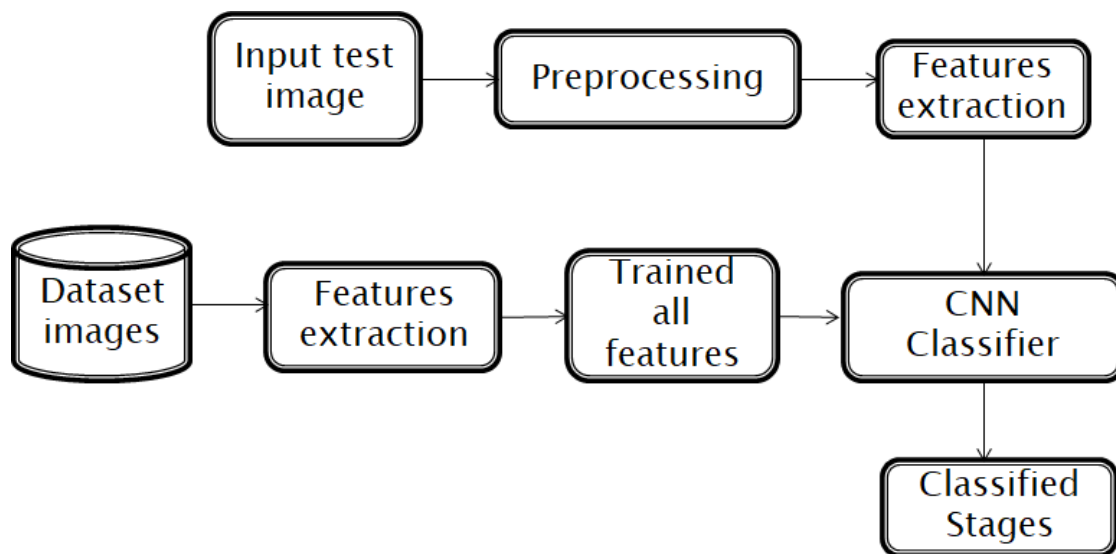 Input test
image
Preprocessing
Features
extraction
Dataset
images
Features
extraction
Trained
all
features
CNN
Classifier
Classified
Stages